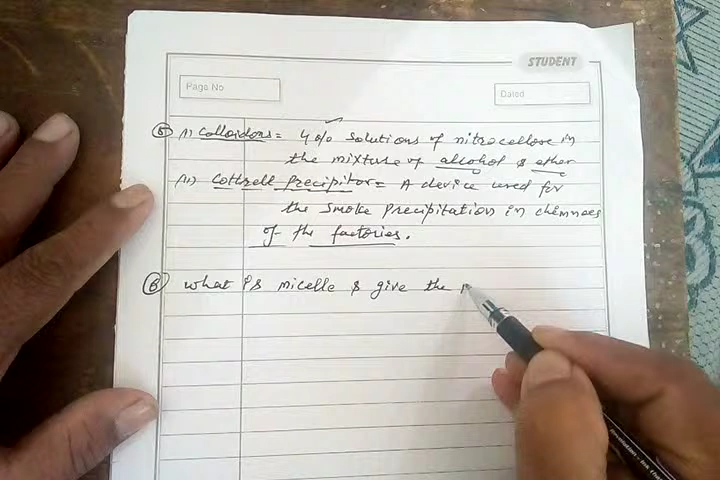 STUDENT
Page No
Dated
⑤ (i) Colloidons = 4% solutions of nitrocellose in
the mixture of alcohol & ether
(ii) Cottrell precipitor = A device used for
the smoke precipitation in chimnees
of the factories.
⑥ what is micelle & give the